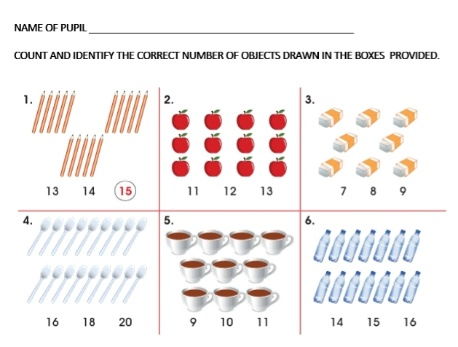 NAME OF PUPIL
COUNT AND IDENTIFY THE CORRECT NUMBER OF OBJECTS DRAWN IN THE BOXES PROVIDED.
1. 2. 3.
13 14 15 11 12 13 7 8 9
4. 5. 6.
16 18 20 9 10 11 14 15 16